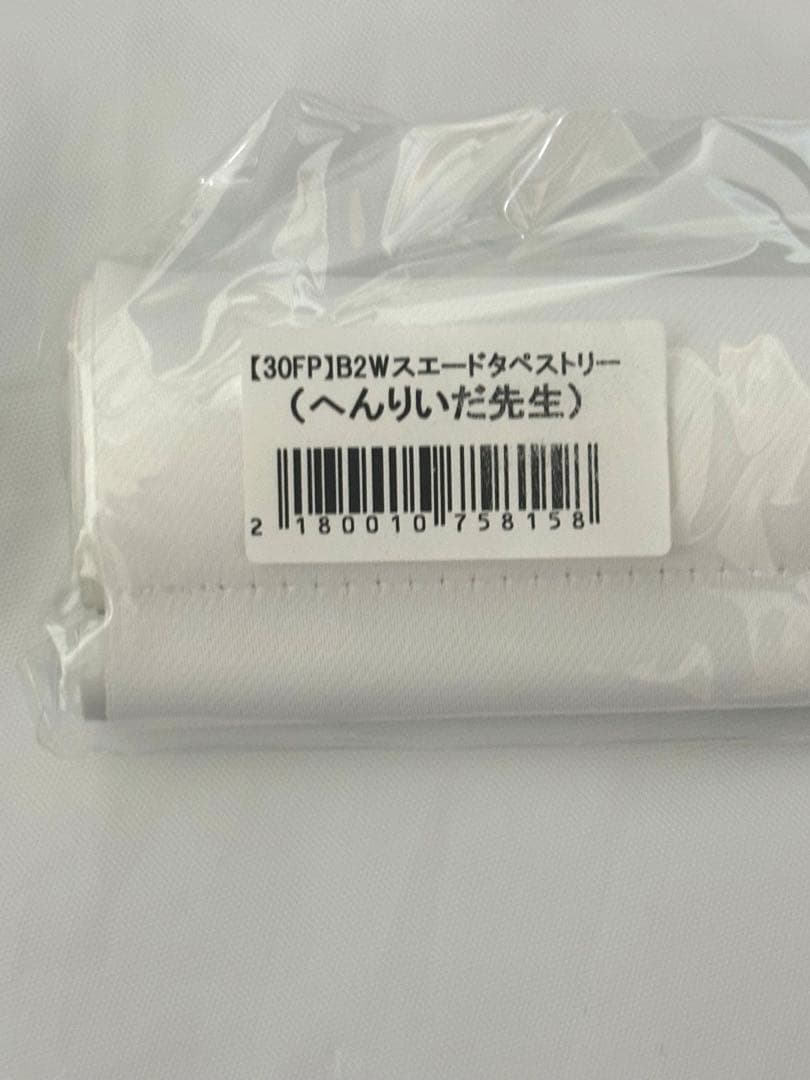 【30FP】B2Wスエードタペストリー
（へんりいだ先生）
2 180010 758158